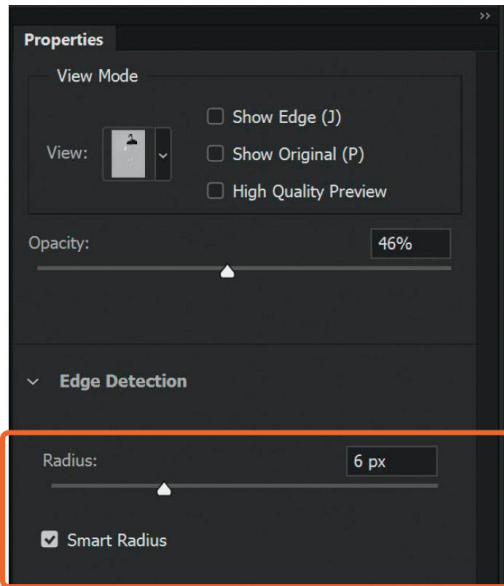 Properties
View Mode
Show Edge (J)
View:
Show Original (P)
High Quality Preview
Opacity:
46%
Edge Detection
Radius:
6 px
Smart Radius